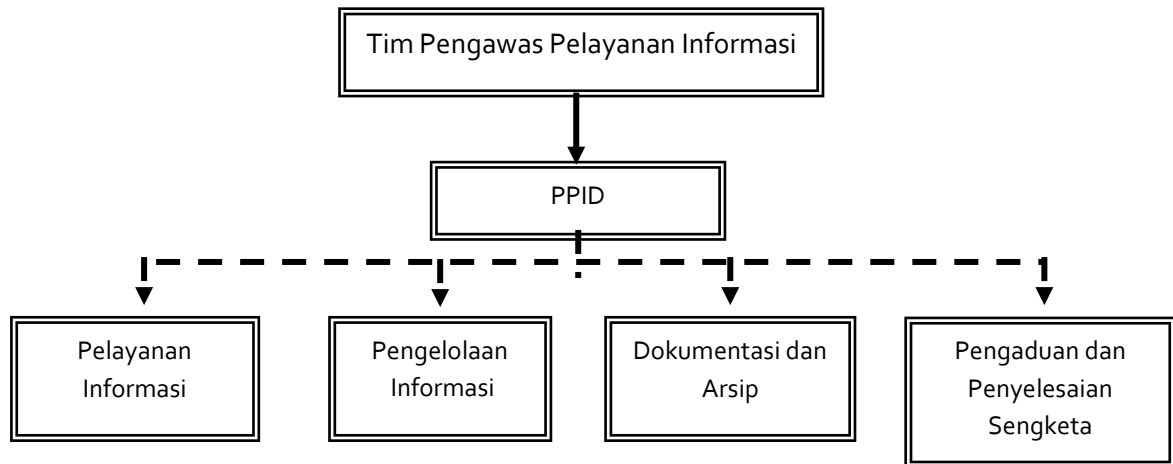 Tim Pengawas Pelayanan Informasi
PPID
Pelayanan
Informasi
Pengelolaan
Informasi
Dokumentasi dan
Arsip
Pengaduan dan
Penyelesaian
Sengketa